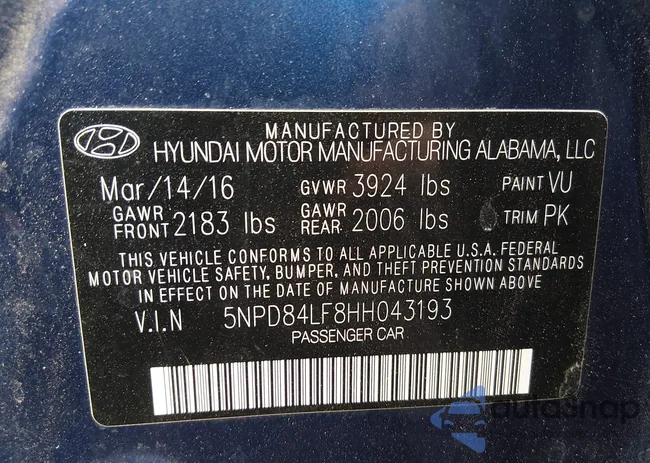 MANUFACTURED BY
HYUNDAI MOTOR MANUFACTURING ALABAMA, LLC
Mar/14/16 GVWR 3924 lbs PAINT VU
GAWR FRONT 2183 lbs GAWR REAR 2006 lbs TRIM PK
THIS VEHICLE CONFORMS TO ALL APPLICABLE U.S.A. FEDERAL
MOTOR VEHICLE SAFETY, BUMPER, AND THEFT PREVENTION STANDARDS
IN EFFECT ON THE DATE OF MANUFACTURE SHOWN ABOVE
V.I.N 5NPD84LF8HH043193
PASSENGER CAR
autosnap